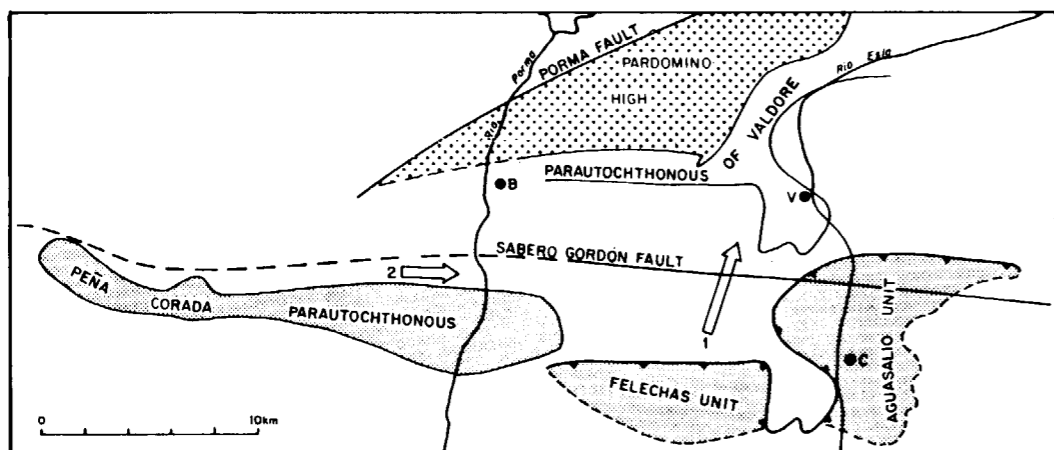 Porma
Rio
PORMA FAULT
PARDOMINO
HIGH
Rio Esla
PARAUTOCHTHONOUS OF VALDORE
B
V
SABERO GORDÓN FAULT
2
PEÑA
CORADA
PARAUTOCHTHONOUS
1
C
FELECHAS UNIT
AGUASALIO UNIT
0 10km